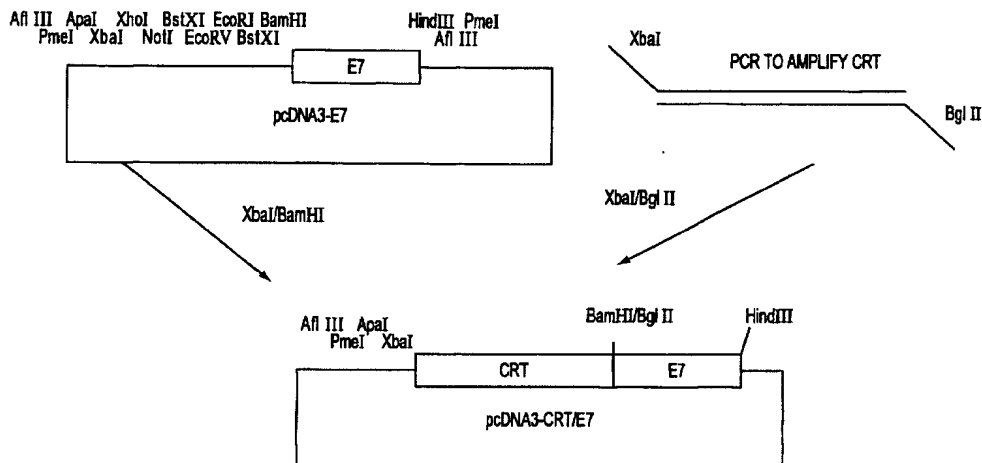 Afl III ApaI XhoI BstXI EcoRI BamHI
PmeI XbaI NotI EcoRV BstXI
HindIII PmeI
Afl III
E7
pcDNA3-E7
XbaI
PCR TO AMPLIFY CRT
Bgl II
XbaI/BamHI
XbaI/Bgl II
Afl III ApaI
PmeI XbaI
BamHI/Bgl II
HindIII
CRT
E7
pcDNA3-CRT/E7